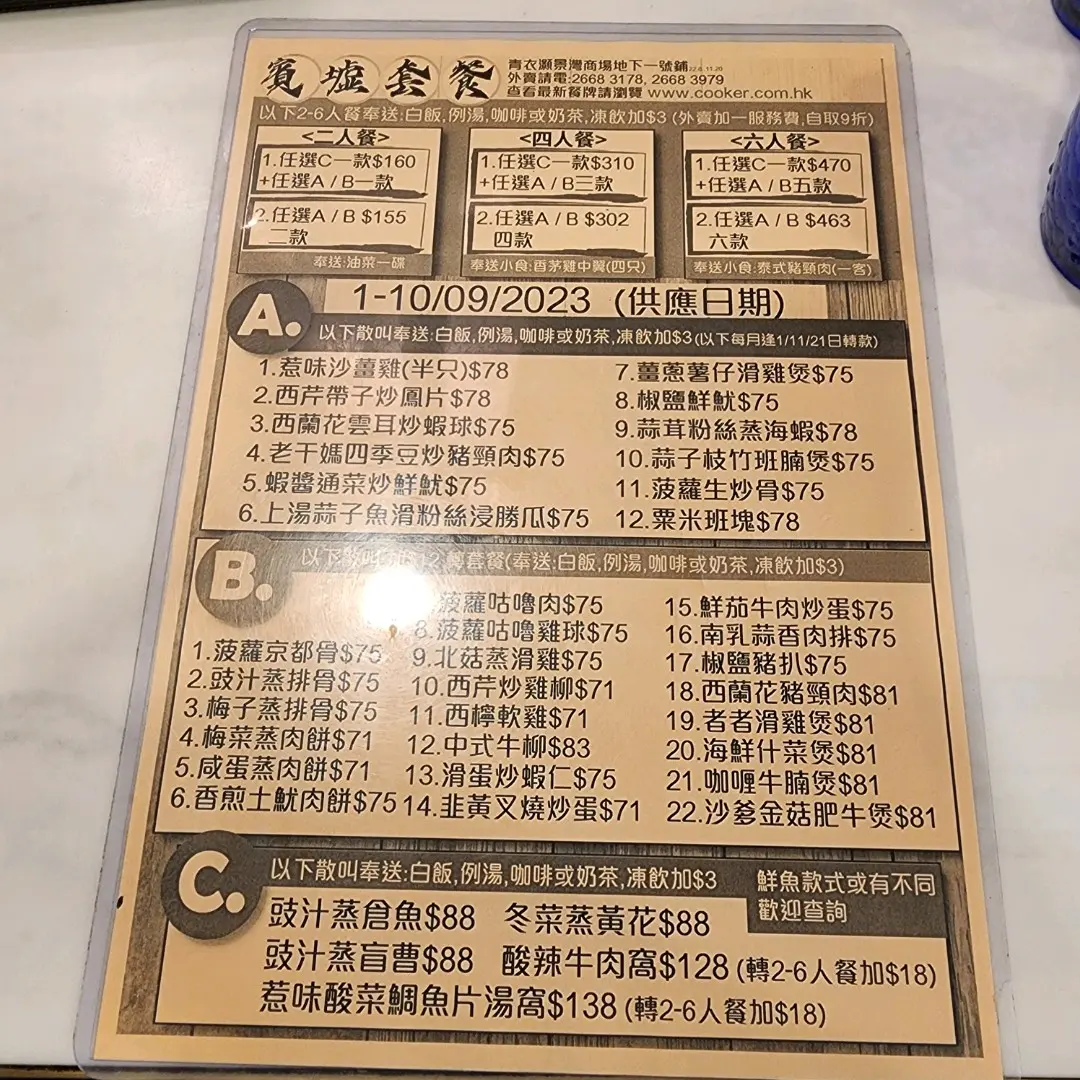 賓墟套餐
青衣灝景灣商場地下一號鋪
外賣請電:2668 3178, 2668 3979
查看最新餐牌請瀏覽 www.cooker.com.hk
以下2-6人餐奉送:白飯,例湯,咖啡或奶茶,凍飲加$3 (外賣加一服務費,自取9折)
<二人餐>
1.任選C一款$160
+任選A / B一款
2.任選A / B $155
二款
奉送:油菜一碟
<四人餐>
1.任選C一款$310
+任選A / B三款
2.任選A / B $302
四款
奉送小食:香茅雞中翼(四只)
<六人餐>
1.任選C一款$470
+任選A / B五款
2.任選A / B $463
六款
奉送小食:泰式豬頸肉(一客)
A.
1-10/09/2023 (供應日期)
以下散叫奉送:白飯,例湯,咖啡或奶茶,凍飲加$3(以下每月逢1/11/21日轉款)
1.惹味沙薑雞(半只)$78
2.西芹帶子炒鳳片$78
3.西蘭花雲耳炒蝦球$75
4.老干媽四季豆炒豬頸肉$75
5.蝦醬通菜炒鮮魷$75
6.上湯蒜子魚滑粉絲浸勝瓜$75
7.薑蔥薯仔滑雞煲$75
8.椒鹽鮮魷$75
9.蒜茸粉絲蒸海蝦$78
10.蒜子枝竹班腩煲$75
11.菠蘿生炒骨$75
12.粟米班塊$78
B.
以下散叫 套餐(奉送:白飯,例湯,咖啡或奶茶,凍飲加$3)
1.菠蘿京都骨$75
2.豉汁蒸排骨$75
3.梅子蒸排骨$75
4.梅菜蒸肉餅$71
5.咸蛋蒸肉餅$71
6.香煎土魷肉餅$75
菠蘿咕嚕肉$75
8.菠蘿咕嚕雞球$75
9.北菇蒸滑雞$75
10.西芹炒雞柳$71
11.西檸軟雞$71
12.中式牛柳$83
13.滑蛋炒蝦仁$75
14.韭黃叉燒炒蛋$71
15.鮮茄牛肉炒蛋$75
16.南乳蒜香肉排$75
17.椒鹽豬扒$75
18.西蘭花豬頸肉$81
19.者者滑雞煲$81
20.海鮮什菜煲$81
21.咖喱牛腩煲$81
22.沙爹金菇肥牛煲$81
C.
以下散叫奉送:白飯,例湯,咖啡或奶茶,凍飲加$3
鮮魚款式或有不同
歡迎查詢
豉汁蒸倉魚$88 冬菜蒸黃花$88
豉汁蒸盲曹$88 酸辣牛肉窩$128 (轉2-6人餐加$18)
惹味酸菜鯛魚片湯窩$138 (轉2-6人餐加$18)